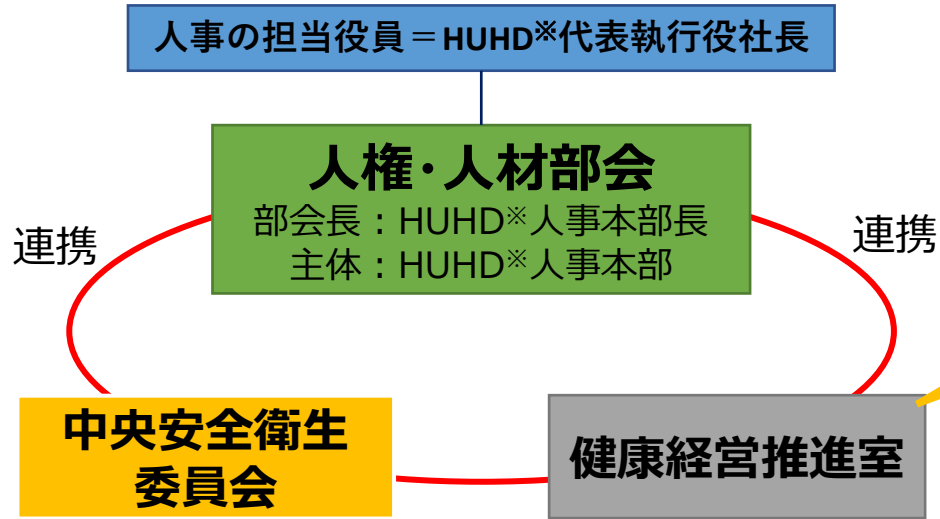 人事の担当役員＝HUHD※代表執行役社長
人権・人材部会
部会長：HUHD※人事本部長
主体：HUHD※人事本部
連携
連携
中央安全衛生
委員会
健康経営推進室